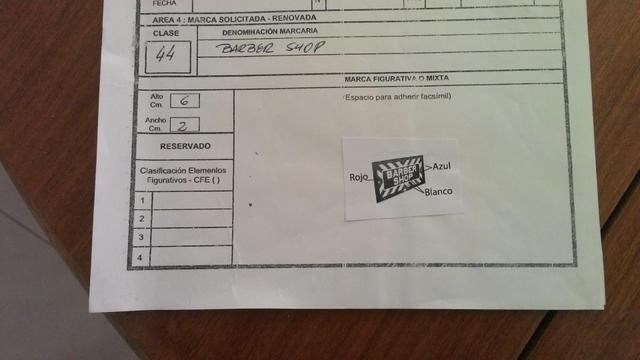 FECHA
N
AREA 4 : MARCA SOLICITADA - RENOVADA
CLASE
44
DENOMINACIÓN MARCARIA
BARBER SHOP
MARCA FIGURATIVA O MIXTA
(Espacio para adherir facsímil)
Alto
Cm.
6
Ancho
Cm.
2
RESERVADO
Clasificación Elementos
Figurativos - CFE ( )
1
2
3
4
Rojo
BARBER
SHOP
Azul
Blanco